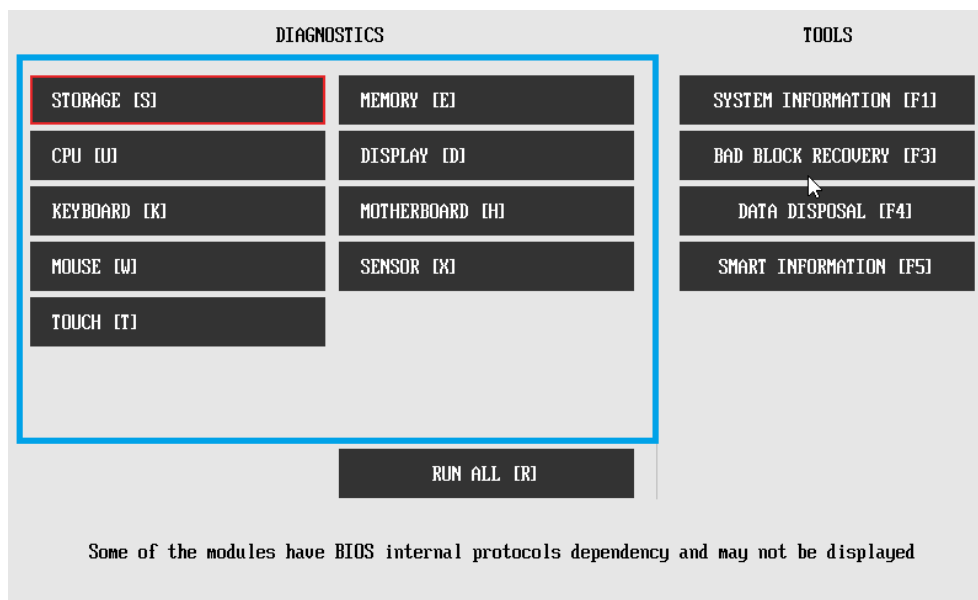 DIAGNOSTICS
TOOLS
STORAGE [S]
MEMORY [E]
SYSTEM INFORMATION [F1]
CPU [U]
DISPLAY [D]
BAD BLOCK RECOVERY [F3]
KEYBOARD [K]
MOTHERBOARD [H]
DATA DISPOSAL [F4]
MOUSE [W]
SENSOR [X]
SMART INFORMATION [F5]
TOUCH [T]
RUN ALL [R]
Some of the modules have BIOS internal protocols dependency and may not be displayed